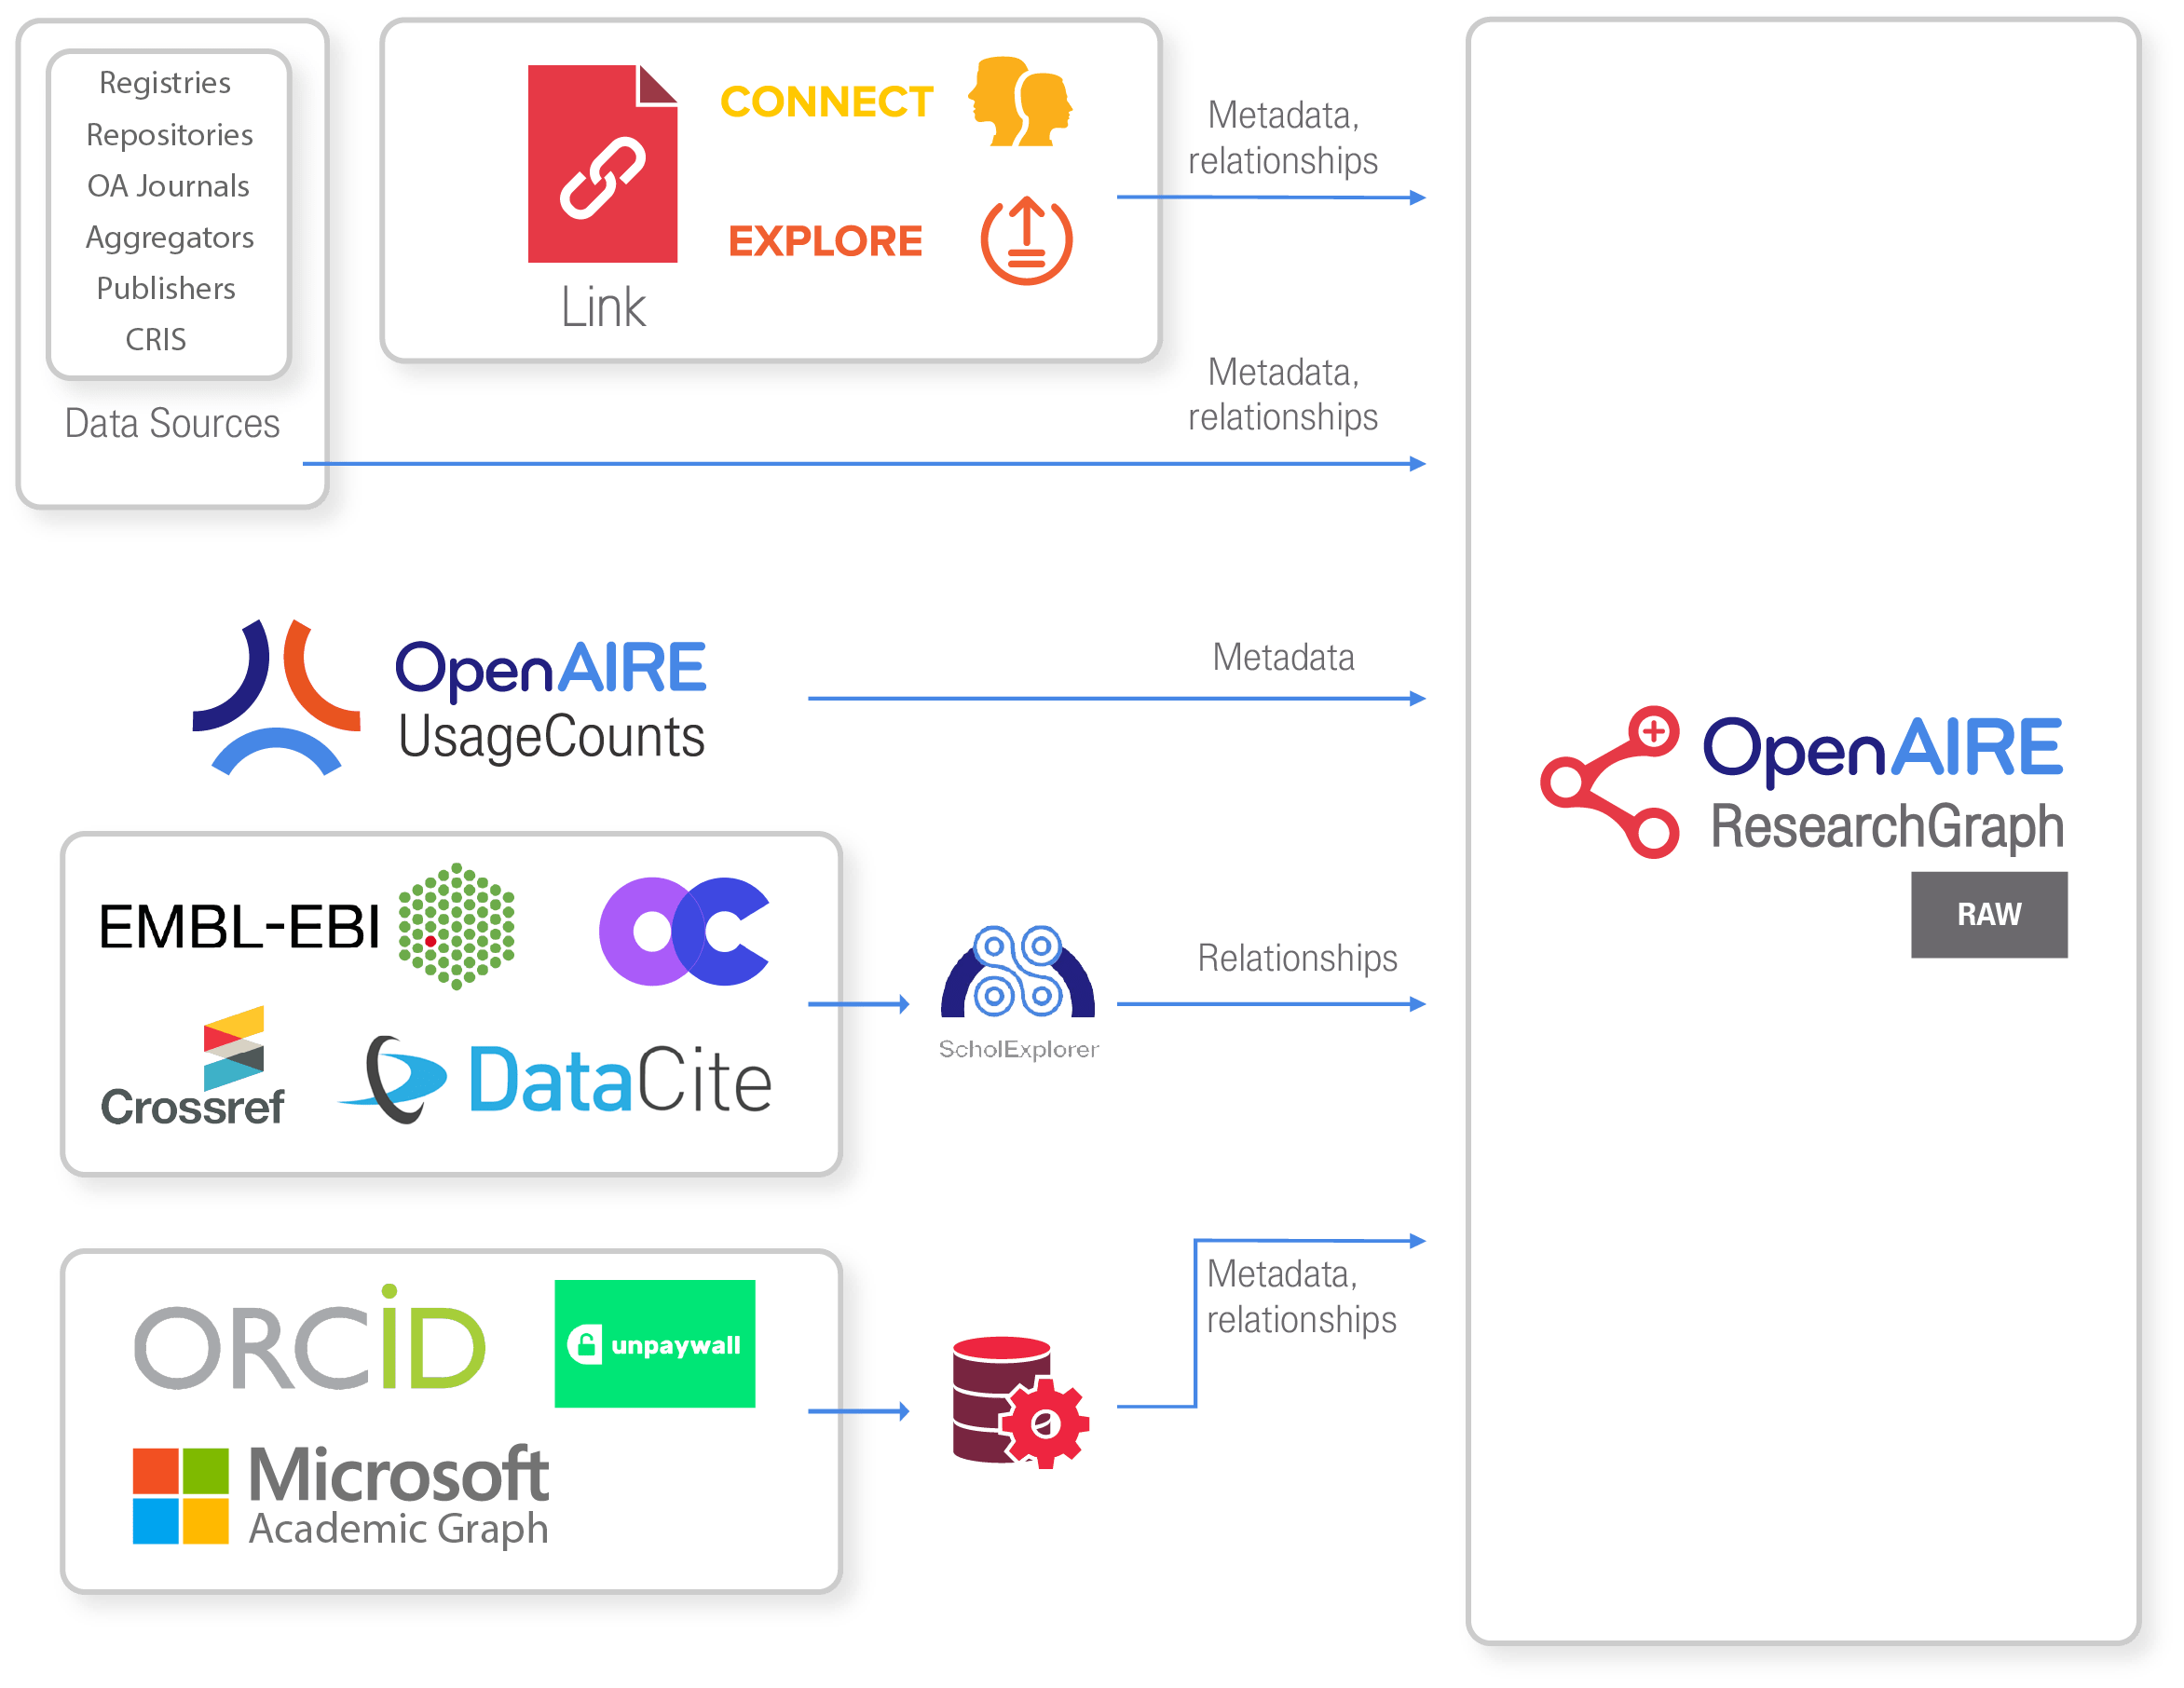 Registries
Repositories
OA Journals
Aggregators
Publishers
CRIS
Data Sources
Link
CONNECT
EXPLORE
Metadata,
relationships
Metadata,
relationships
OpenAIRE
UsageCounts
Metadata
EMBL-EBI
OC
Crossref
DataCite
ScholExplorer
Relationships
ORCiD
unpaywall
Microsoft
Academic Graph
Metadata,
relationships
OpenAIRE
ResearchGraph
RAW